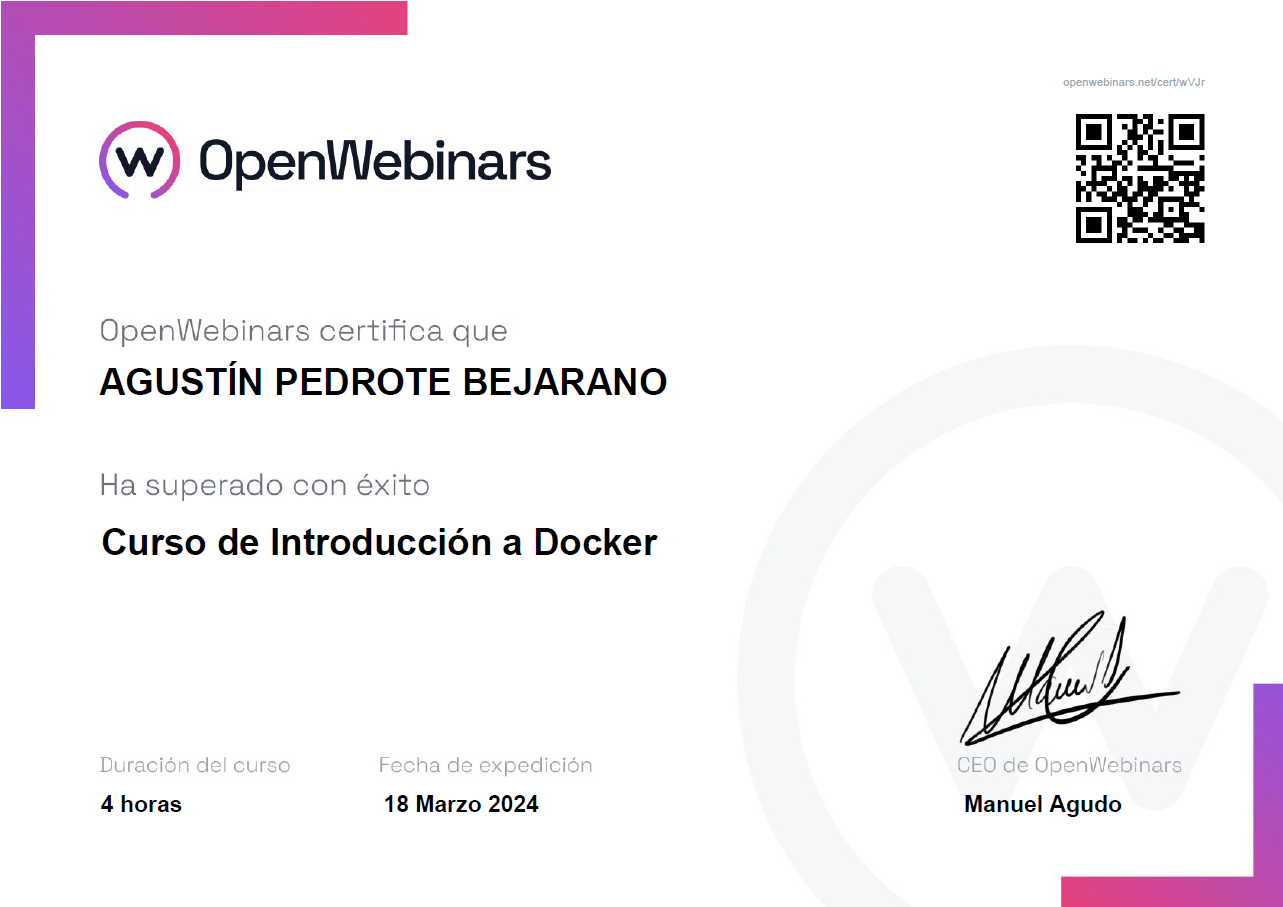 openwebinars.net/cert/wVJr
OpenWebinars
OpenWebinars certifica que
AGUSTÍN PEDROTE BEJARANO
Ha superado con éxito
Curso de Introducción a Docker
Duración del curso
4 horas
Fecha de expedición
18 Marzo 2024
CEO de OpenWebinars
Manuel Agudo